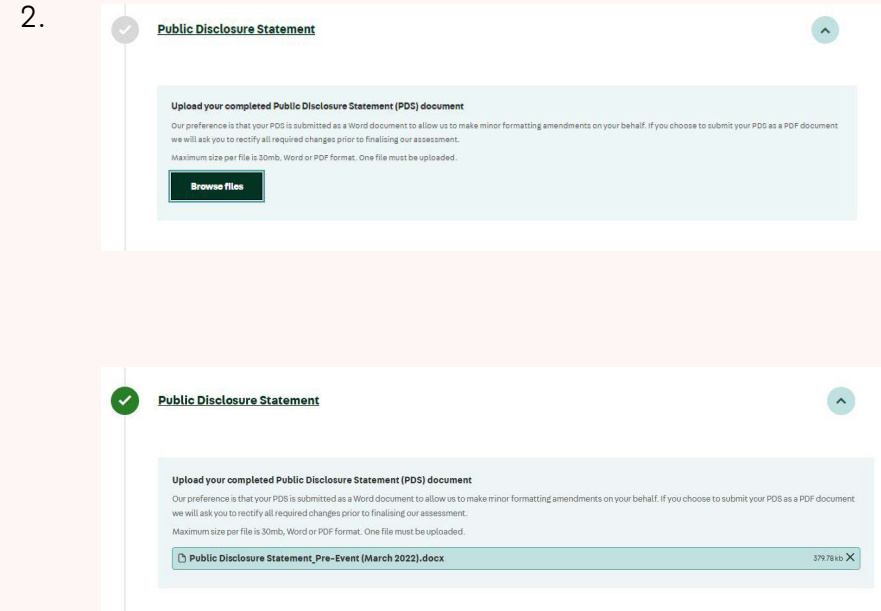 2.
Public Disclosure Statement
Upload your completed Public Disclosure Statement (PDS) document
Our preference is that your PDS is submitted as a Word document to allow us to make minor formatting amendments on your behalf. If you choose to submit your PDS as a PDF document
we will ask you to rectify all required changes prior to finalising our assessment.
Maximum size per file is 30mb, Word or PDF format. One file must be uploaded.
Browse files
Public Disclosure Statement
Upload your completed Public Disclosure Statement (PDS) document
Our preference is that your PDS is submitted as a Word document to allow us to make minor formatting amendments on your behalf. If you choose to submit your PDS as a PDF document
we will ask you to rectify all required changes prior to finalising our assessment.
Maximum size per file is 30mb, Word or PDF format. One file must be uploaded.
Public Disclosure Statement_Pre-Event (March 2022).docx 379.78 kb